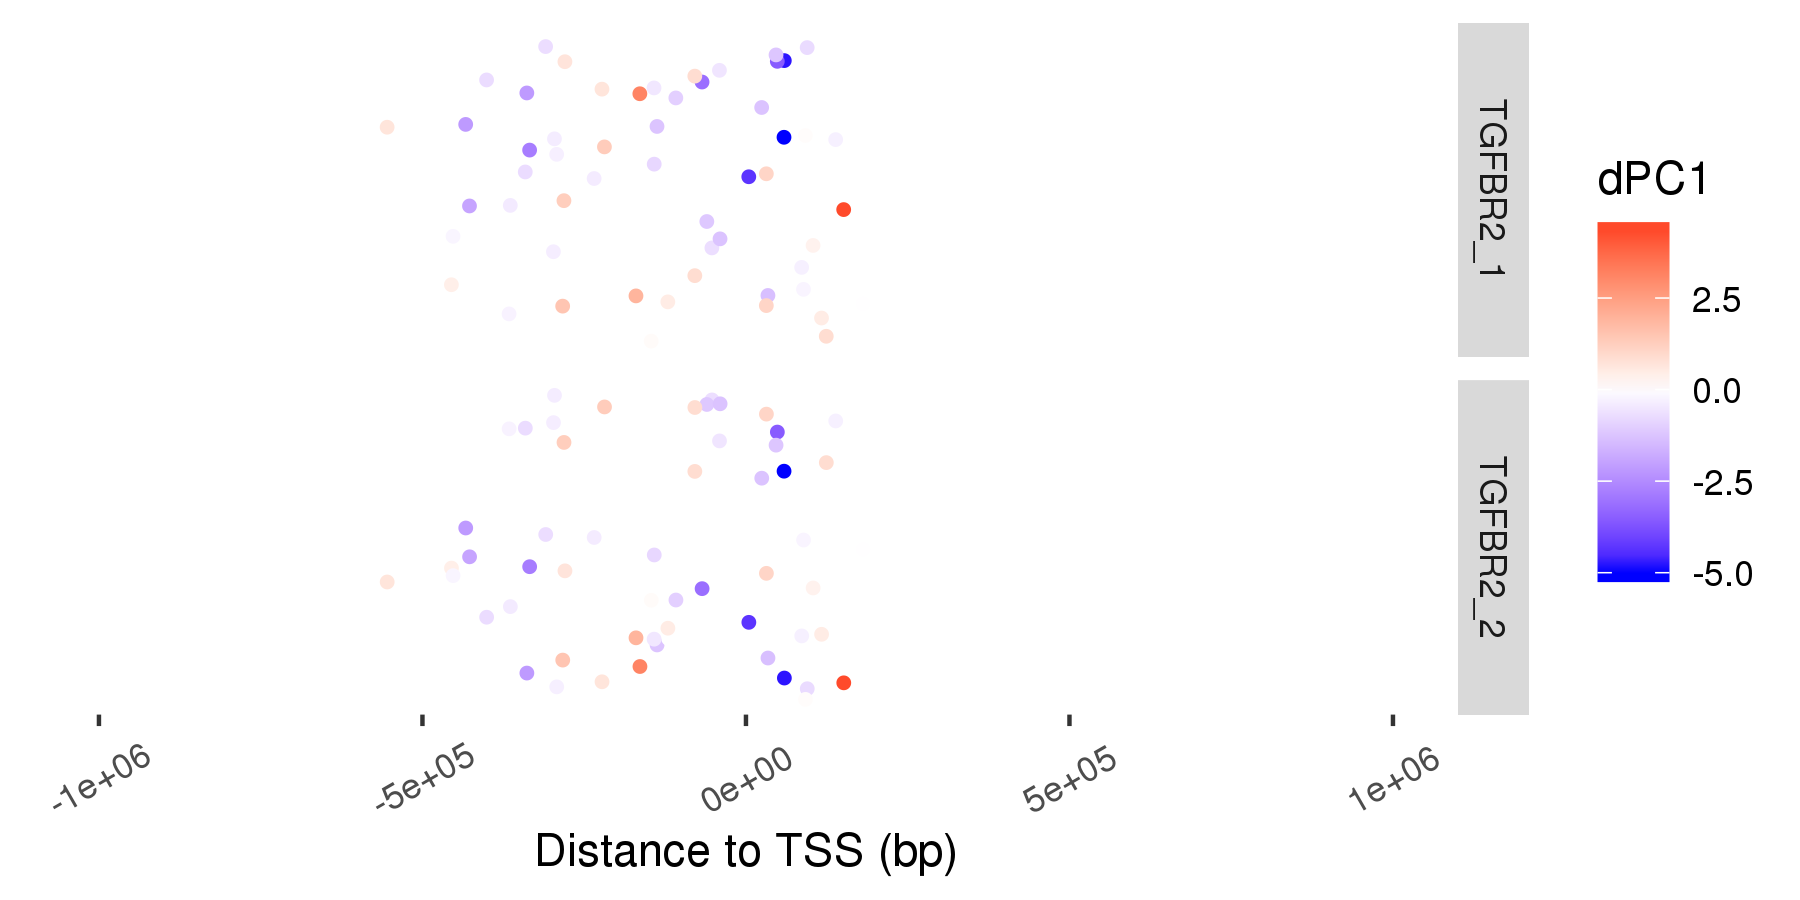 TGFBR2_1
TGFBR2_2
dPC1
2.5
0.0
-2.5
-5.0
-1e+06
-5e+05
0e+00
5e+05
1e+06
Distance to TSS (bp)